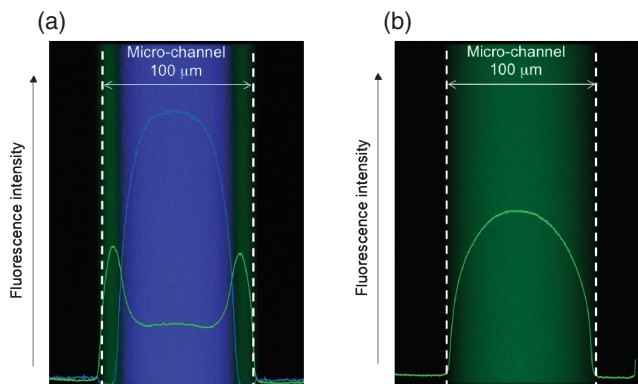 (a)
Micro-channel
100 μm
Fluorescence intensity
(b)
Micro-channel
100 μm
Fluorescence intensity